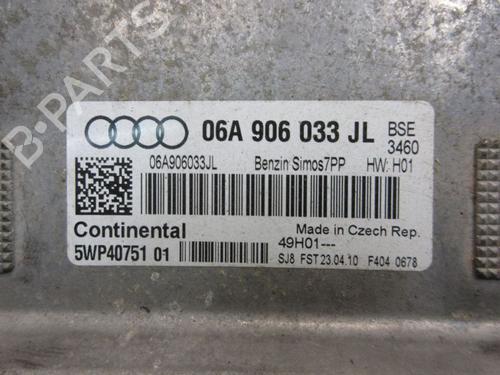 B-PARTS
06A 906 033 JL
BSE
3460
06A906033JL Benzin Simos7PP HW: H01
Continental
Made in Czech Rep.
5WP40751 01
49H01---
SJ8 FST 23.04.10 F404 0678